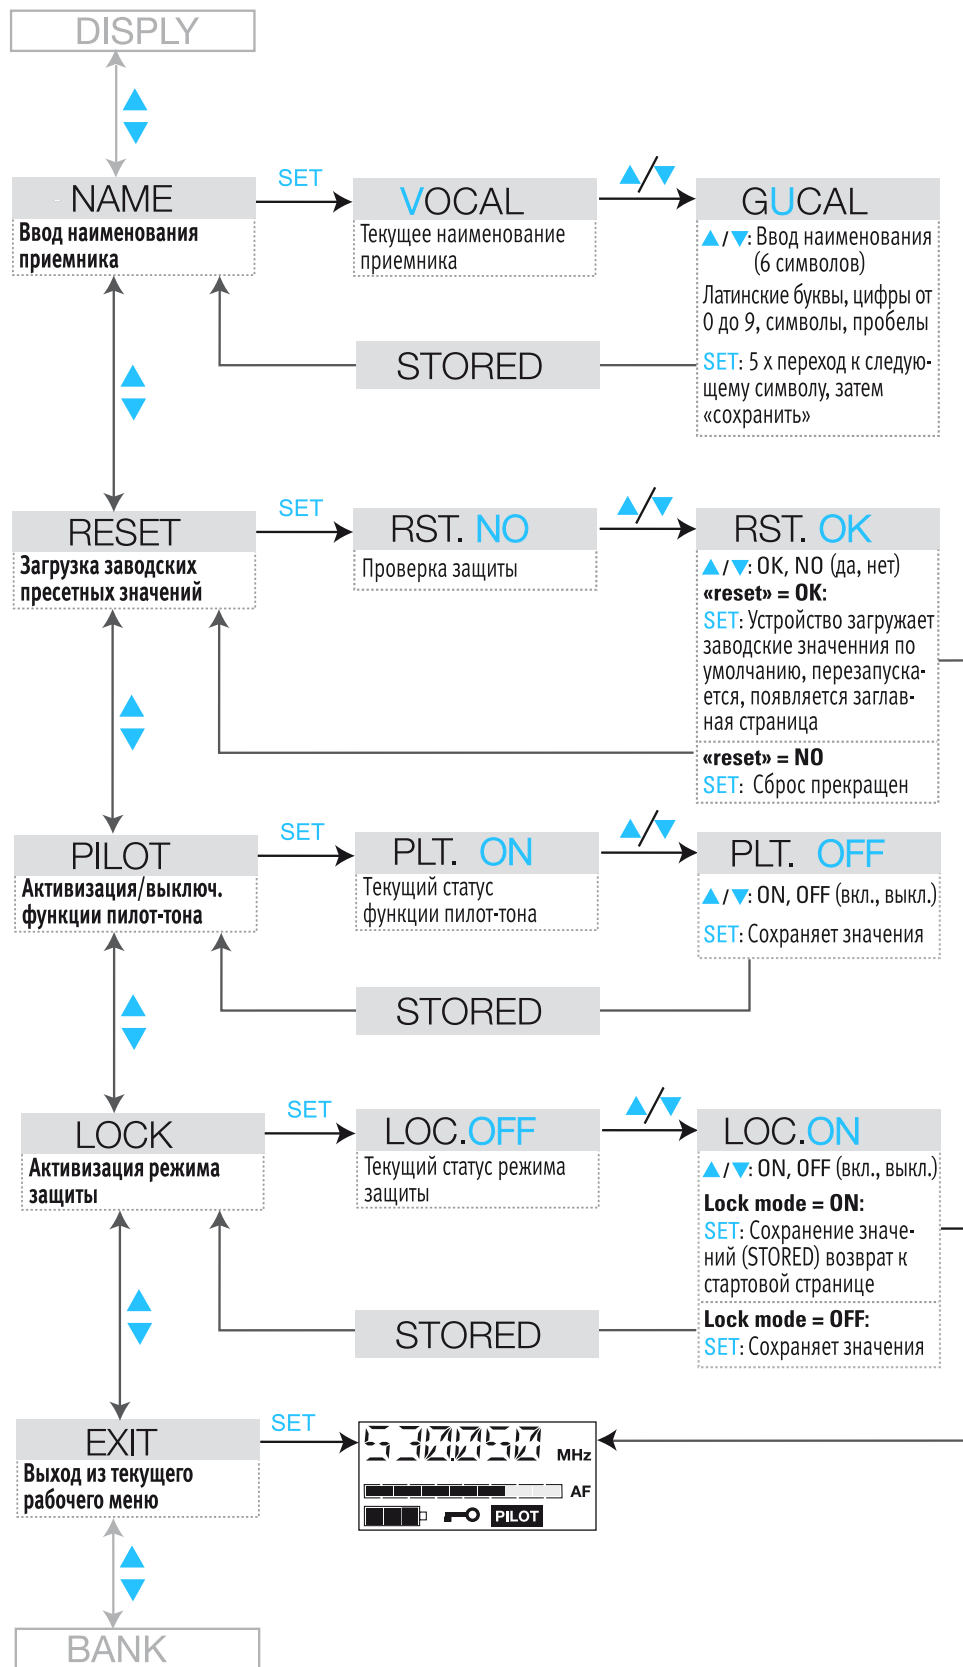 DISPLY
NAME
Ввод наименования
приемника
SET
VOCAL
Текущее наименование
приемника
GUCAL
/ : Ввод наименования
(6 символов)
Латинские буквы, цифры от
0 до 9, символы, пробелы
SET: 5 x переход к следую-
щему символу, затем
«сохранить»
STORED
RESET
Загрузка заводских
пресетных значений
SET
RST. NO
Проверка защиты
RST. OK
/ : OK, NO (да, нет)
«reset» = OK:
SET: Устройство загружает
заводские значенния по
умолчанию, перезапуска-
ется, появляется заглав-
ная страница
«reset» = NO
SET: Сброс прекращен
PILOT
Активизация/выключ.
функции пилот-тона
SET
PLT. ON
Текущий статус
функции пилот-тона
PLT. OFF
/ : ON, OFF (вкл., выкл.)
SET: Сохраняет значения
STORED
LOCK
Активизация режима
защиты
SET
LOC.OFF
Текущий статус режима
защиты
LOC.ON
/ : ON, OFF (вкл., выкл.)
Lock mode = ON:
SET: Сохранение значе-
ний (STORED) возврат к
стартовой странице
Lock mode = OFF:
SET: Сохраняет значения
STORED
EXIT
Выход из текущего
рабочего меню
SET
530.050 MHz
AF
PILOT
BANK